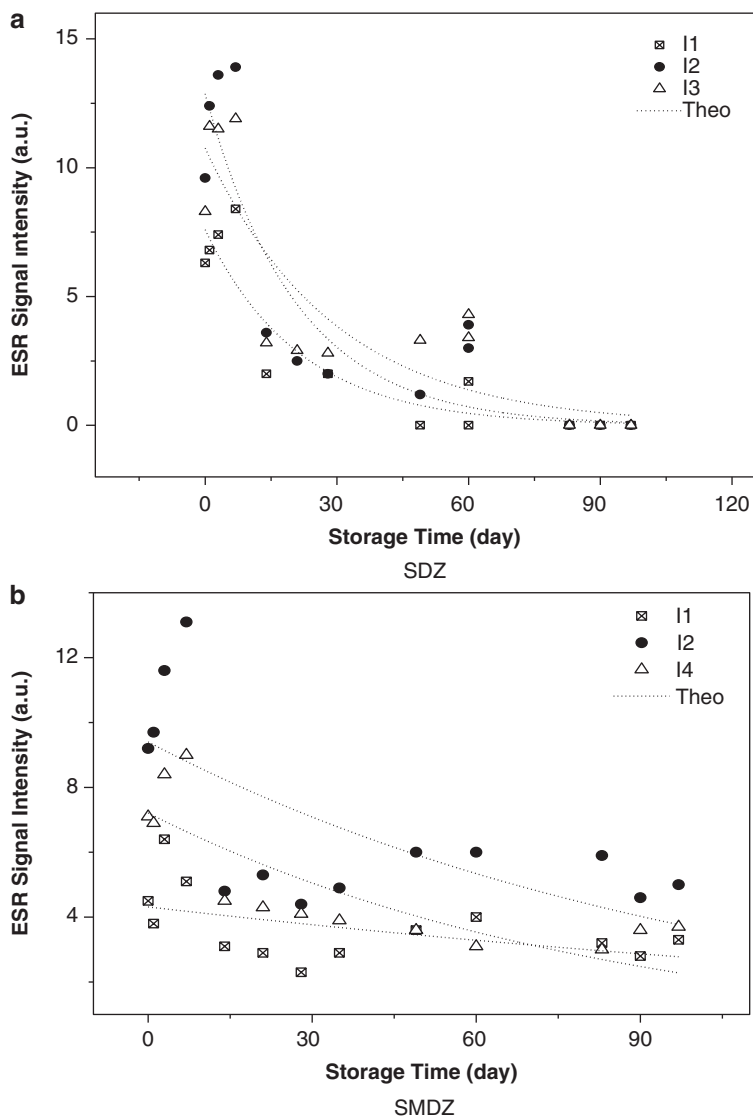 a
15
10
5
0
ESR Signal intensity (a.u.)
I1
I2
I3
Theo
0 30 60 90 120
Storage Time (day)
SDZ
b
12
8
4
ESR Signal Intensity (a.u.)
I1
I2
I4
Theo
0 30 60 90
Storage Time (day)
SMDZ